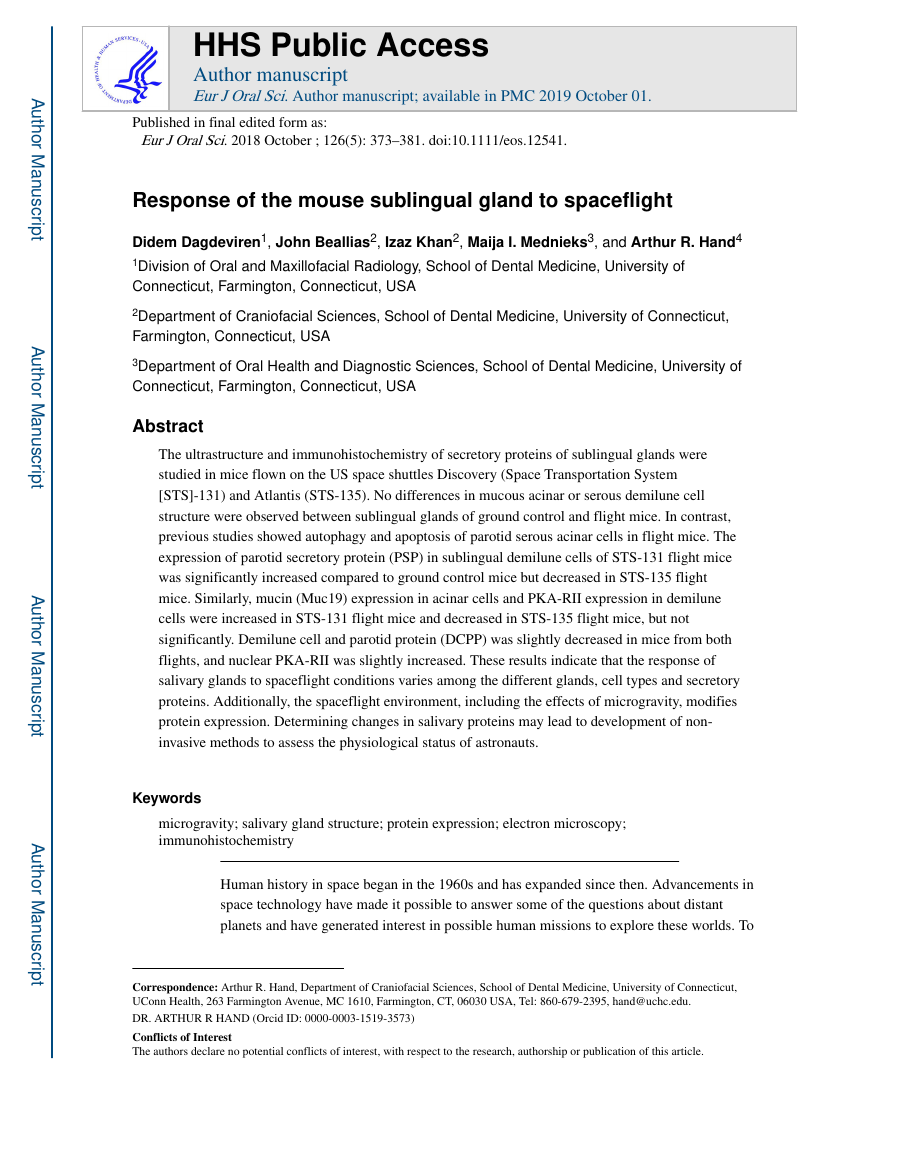 HHS Public Access
Author manuscript
Eur J Oral Sci. Author manuscript; available in PMC 2019 October 01.
DEPARTMENT OF HEALTH & HUMAN SERVICES · USA
Published in final edited form as:
Eur J Oral Sci. 2018 October ; 126(5): 373–381. doi:10.1111/eos.12541.
Response of the mouse sublingual gland to spaceflight
Didem Dagdeviren1, John Beallias2, Izaz Khan2, Maija I. Mednieks3, and Arthur R. Hand4
1Division of Oral and Maxillofacial Radiology, School of Dental Medicine, University of
Connecticut, Farmington, Connecticut, USA
2Department of Craniofacial Sciences, School of Dental Medicine, University of Connecticut,
Farmington, Connecticut, USA
3Department of Oral Health and Diagnostic Sciences, School of Dental Medicine, University of
Connecticut, Farmington, Connecticut, USA
Abstract
The ultrastructure and immunohistochemistry of secretory proteins of sublingual glands were
studied in mice flown on the US space shuttles Discovery (Space Transportation System
[STS]-131) and Atlantis (STS-135). No differences in mucous acinar or serous demilune cell
structure were observed between sublingual glands of ground control and flight mice. In contrast,
previous studies showed autophagy and apoptosis of parotid serous acinar cells in flight mice. The
expression of parotid secretory protein (PSP) in sublingual demilune cells of STS-131 flight mice
was significantly increased compared to ground control mice but decreased in STS-135 flight
mice. Similarly, mucin (Muc19) expression in acinar cells and PKA-RII expression in demilune
cells were increased in STS-131 flight mice and decreased in STS-135 flight mice, but not
significantly. Demilune cell and parotid protein (DCPP) was slightly decreased in mice from both
flights, and nuclear PKA-RII was slightly increased. These results indicate that the response of
salivary glands to spaceflight conditions varies among the different glands, cell types and secretory
proteins. Additionally, the spaceflight environment, including the effects of microgravity, modifies
protein expression. Determining changes in salivary proteins may lead to development of non-
invasive methods to assess the physiological status of astronauts.
Keywords
microgravity; salivary gland structure; protein expression; electron microscopy;
immunohistochemistry
Human history in space began in the 1960s and has expanded since then. Advancements in
space technology have made it possible to answer some of the questions about distant
planets and have generated interest in possible human missions to explore these worlds. To
Correspondence: Arthur R. Hand, Department of Craniofacial Sciences, School of Dental Medicine, University of Connecticut,
UConn Health, 263 Farmington Avenue, MC 1610, Farmington, CT, 06030 USA, Tel: 860-679-2395, hand@uchc.edu.
DR. ARTHUR R HAND (Orcid ID: 0000-0003-1519-3573)
Conflicts of Interest
The authors declare no potential conflicts of interest, with respect to the research, authorship or publication of this article.
Author Manuscript
Author Manuscript
Author Manuscript
Author Manuscript